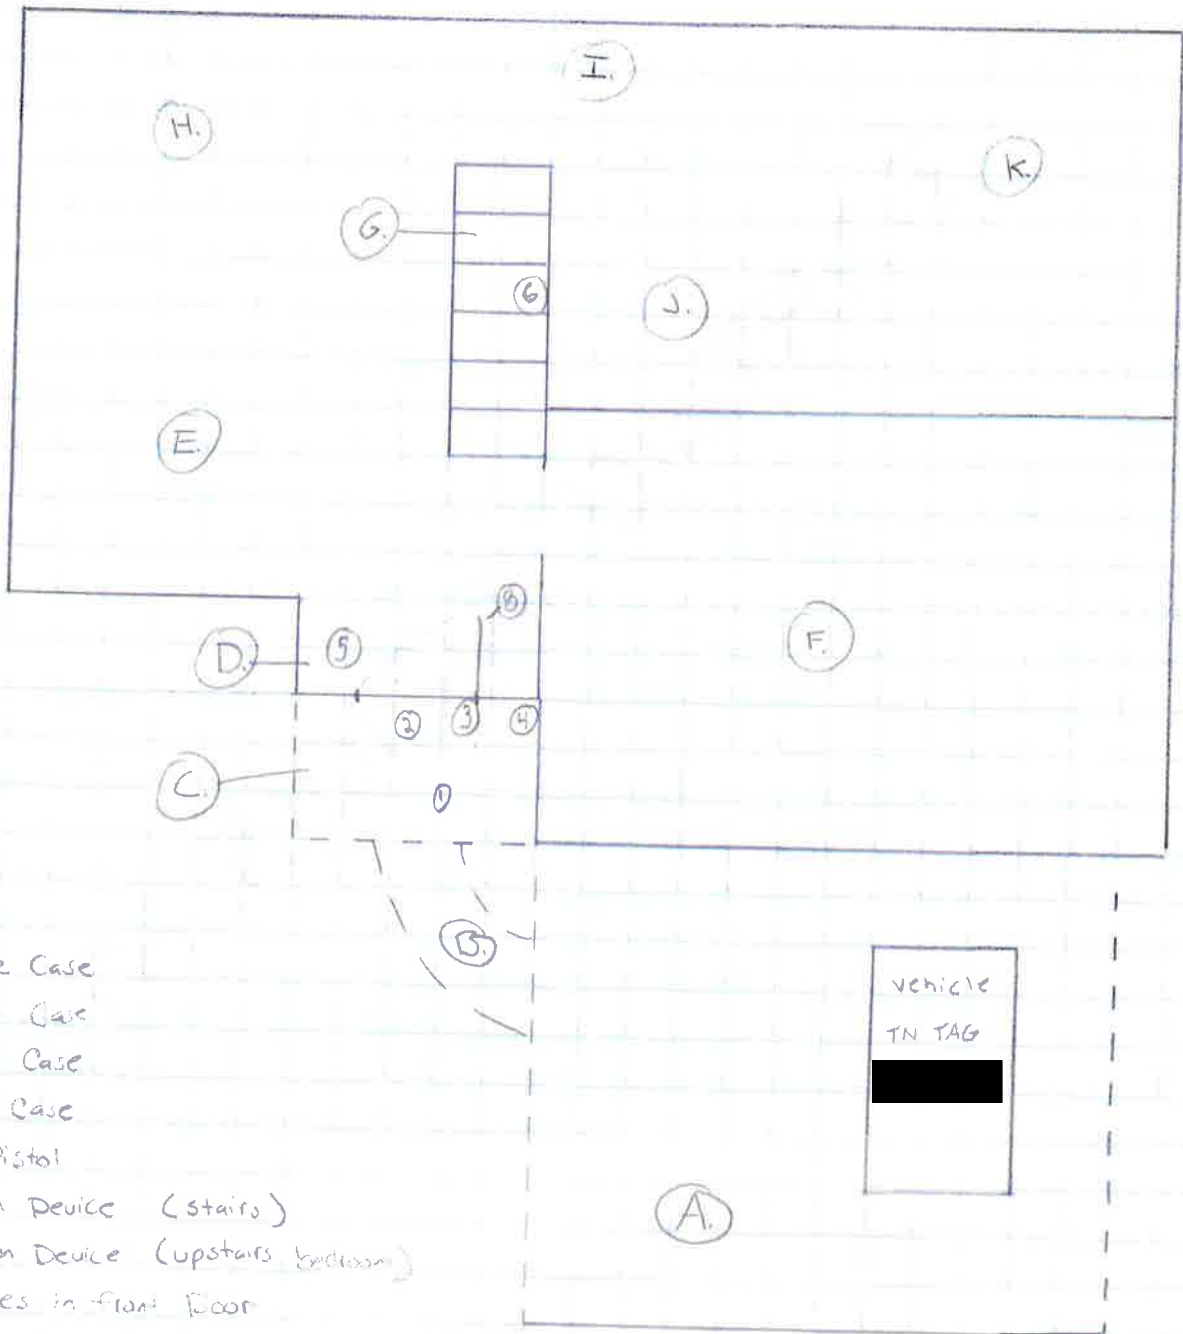 I.
H.
K.
G.
6
J.
E.
8
F.
D.
5
2
3
4
C.
1
B.
vehicle
TN TAG
A.
Case
Case
Case
Case
Pistol
Device (stairs)
Device (upstairs bedroom)
in front Door